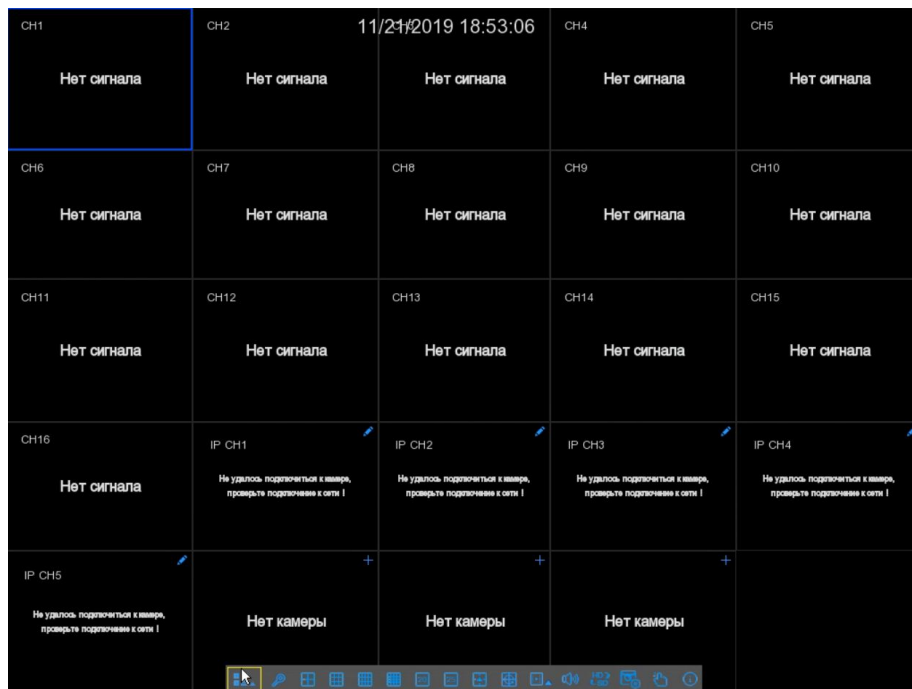 CH1
CH2
11/21/2019 18:53:06
CH4
CH5
Нет сигнала
Нет сигнала
Нет сигнала
Нет сигнала
Нет сигнала
CH6
CH7
CH8
CH9
CH10
Нет сигнала
Нет сигнала
Нет сигнала
Нет сигнала
Нет сигнала
CH11
CH12
CH13
CH14
CH15
Нет сигнала
Нет сигнала
Нет сигнала
Нет сигнала
Нет сигнала
CH16
Нет сигнала
IP CH1
Не удалось подключиться к камере,
проверьте подключение к сети !
IP CH2
Не удалось подключиться к камере,
проверьте подключение к сети !
IP CH3
Не удалось подключиться к камере,
проверьте подключение к сети !
IP CH4
Не удалось подключиться к камере,
проверьте подключение к сети !
IP CH5
Не удалось подключиться к камере,
проверьте подключение к сети !
Нет камеры
Нет камеры
Нет камеры